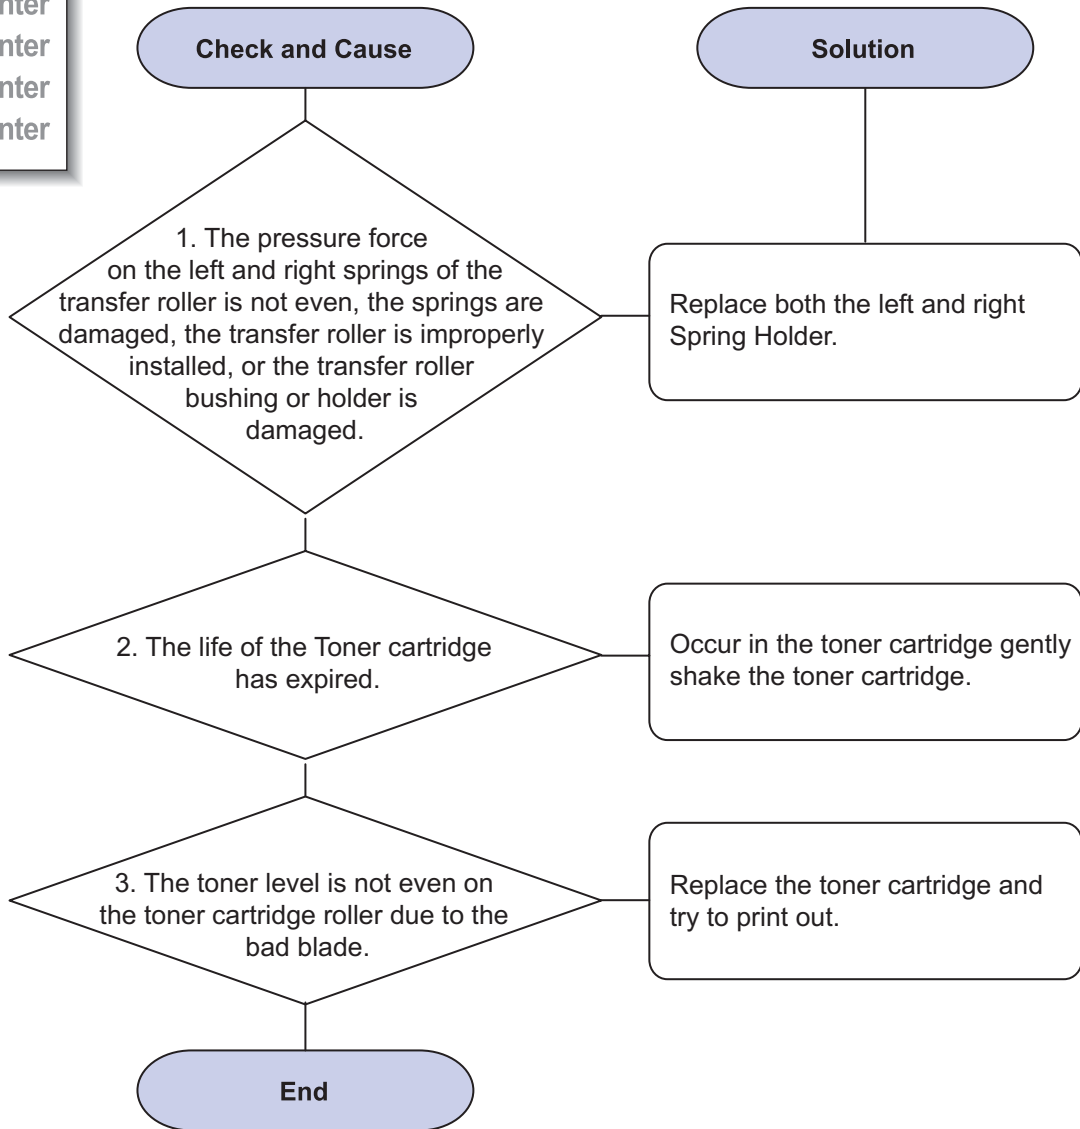 nter
nter
nter
nter
Check and Cause
Solution
1. The pressure force
on the left and right springs of the
transfer roller is not even, the springs are
damaged, the transfer roller is improperly
installed, or the transfer roller
bushing or holder is
damaged.
Replace both the left and right
Spring Holder.
2. The life of the Toner cartridge
has expired.
Occur in the toner cartridge gently
shake the toner cartridge.
3. The toner level is not even on
the toner cartridge roller due to the
bad blade.
Replace the toner cartridge and
try to print out.
End